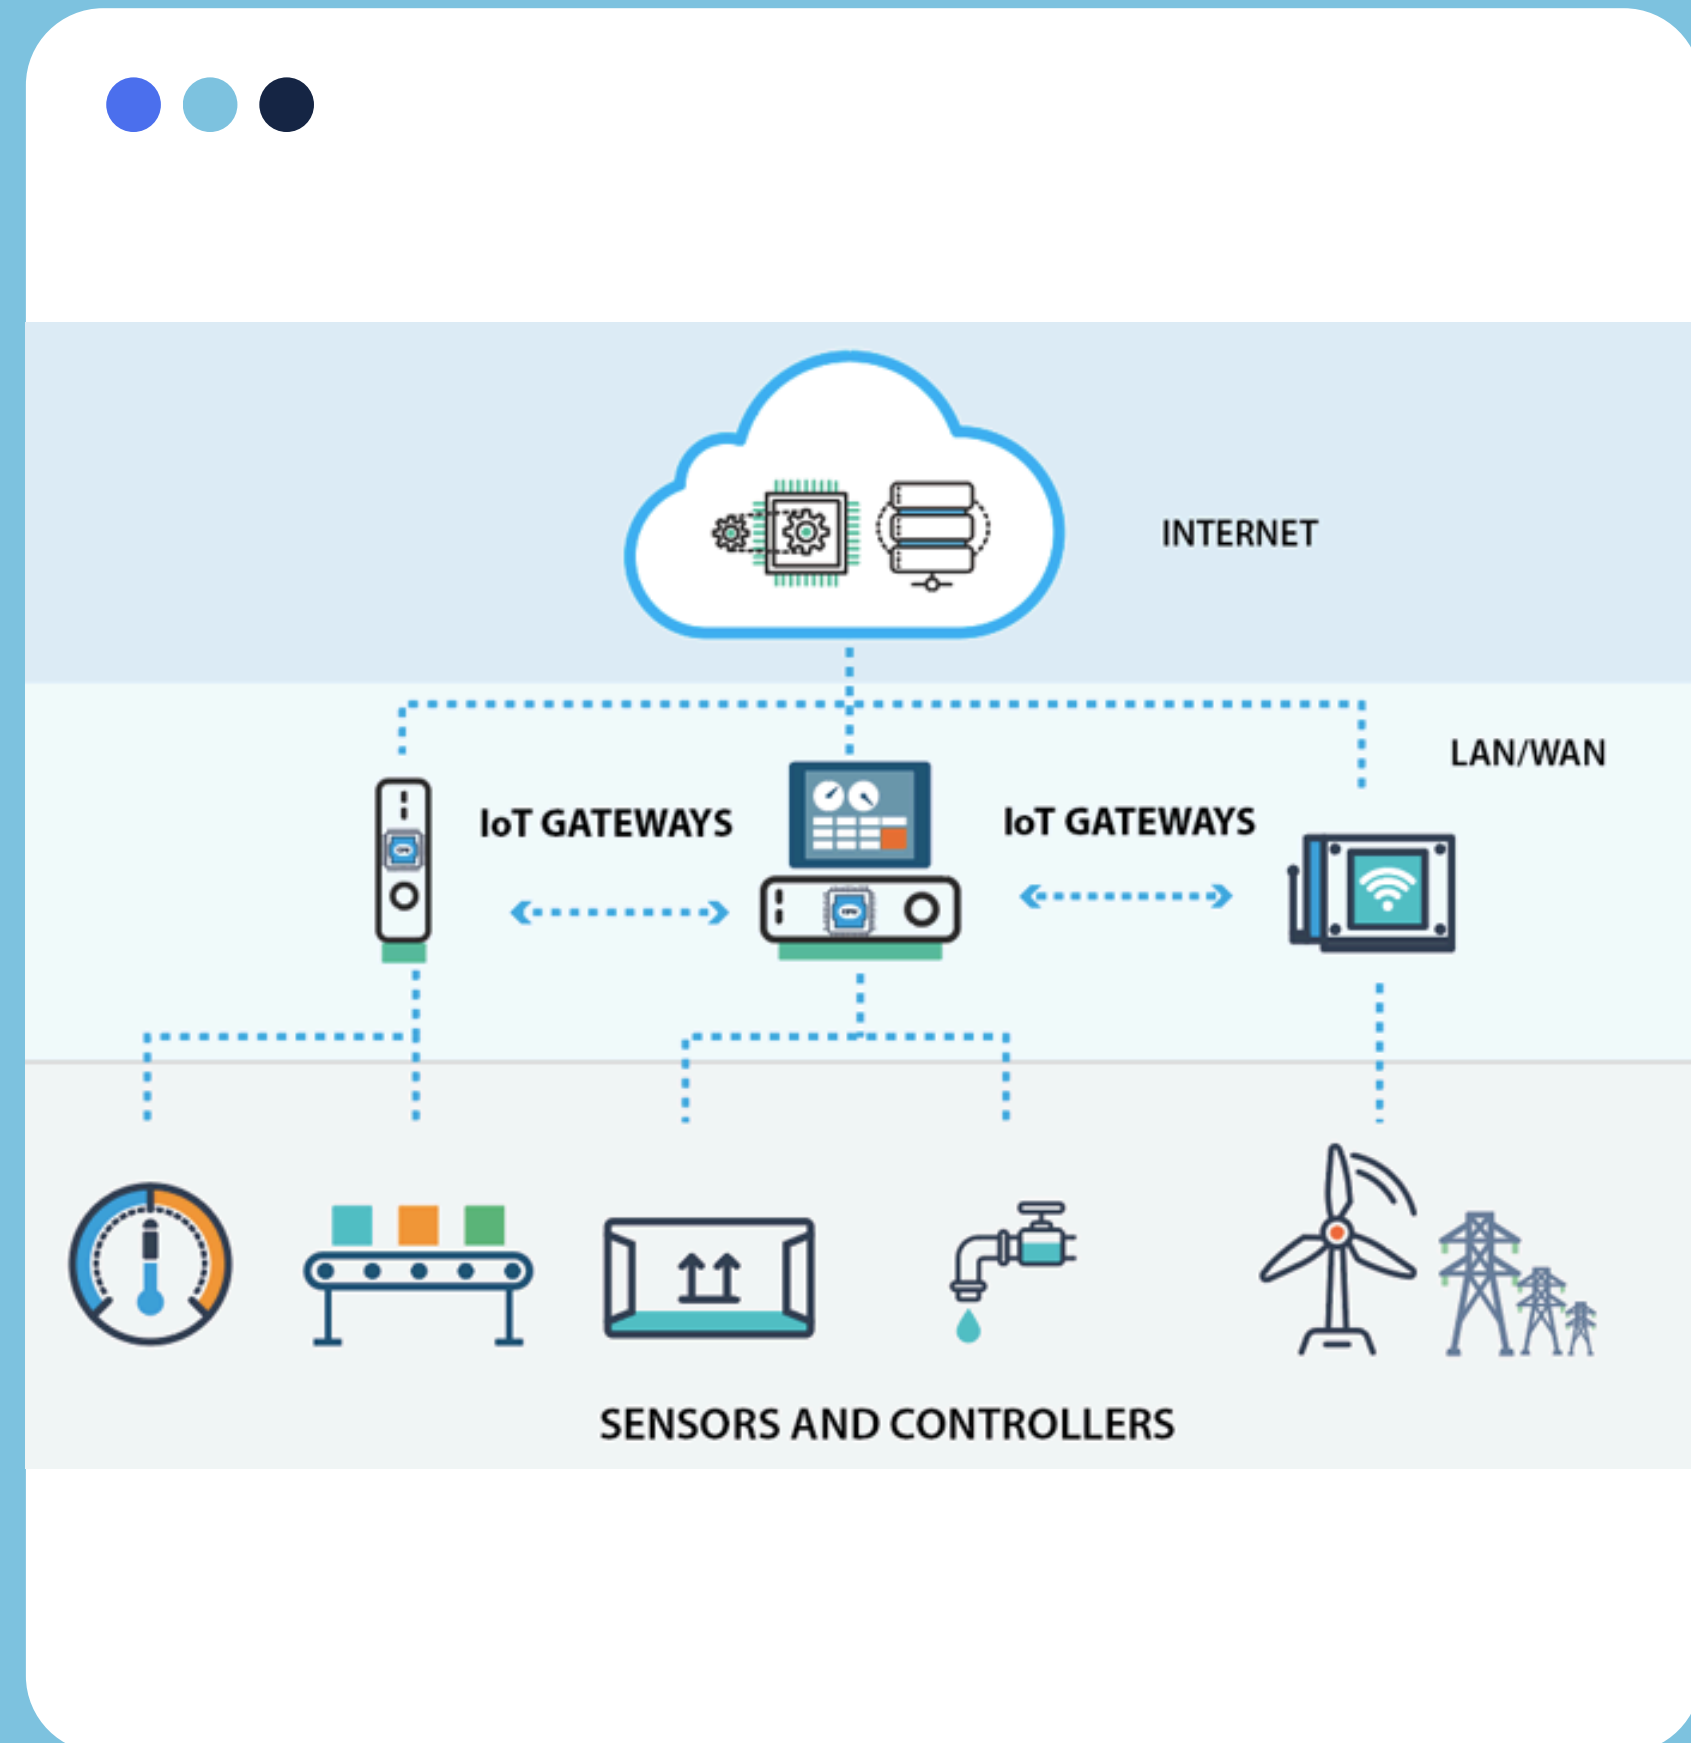 INTERNET
LAN/WAN
IoT GATEWAYS
IoT GATEWAYS
SENSORS AND CONTROLLERS